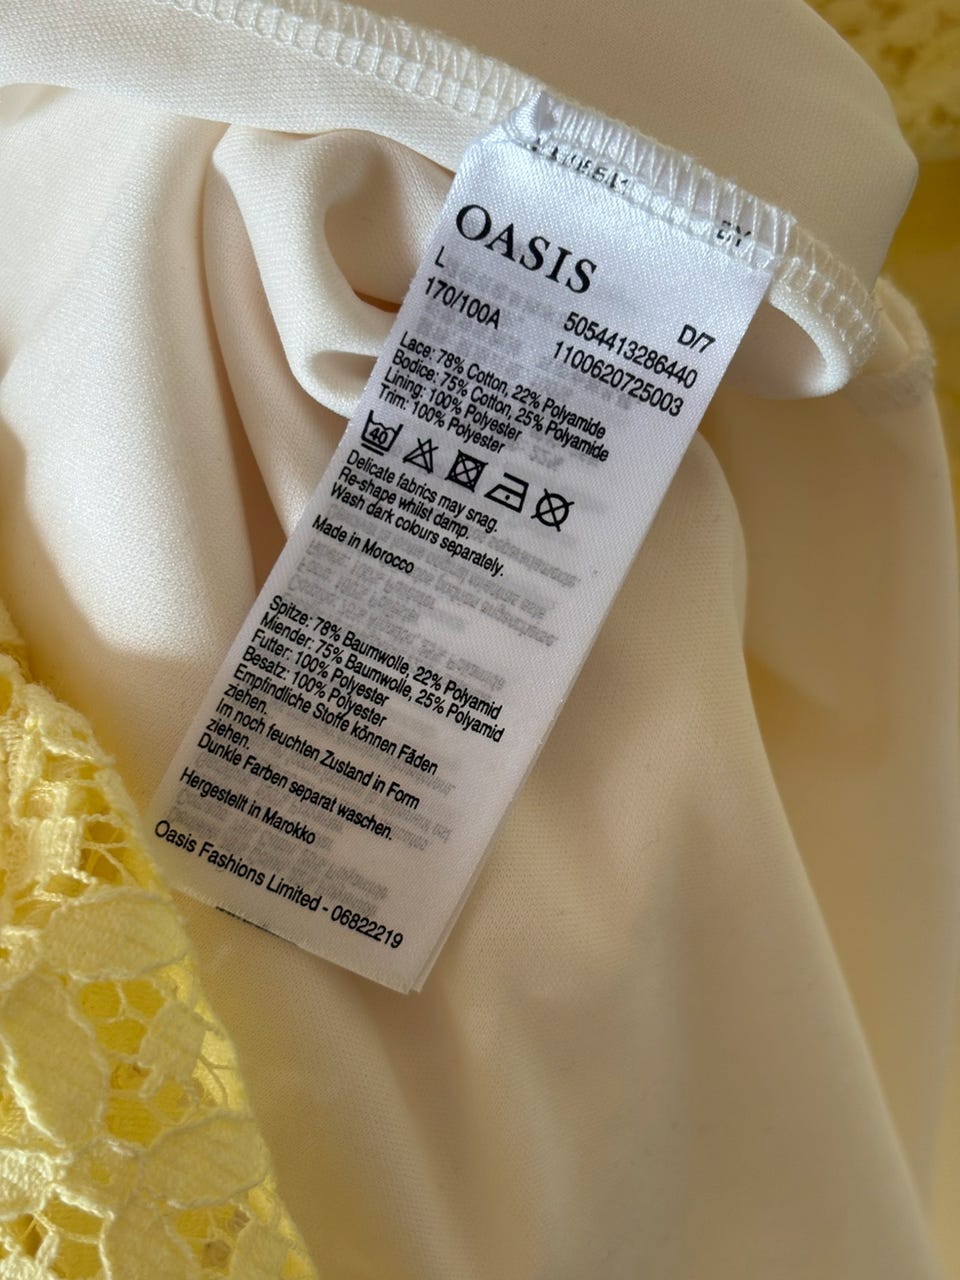 OASIS
L
170/100A
D/7
5054413286440
1100620725003
Lace: 78% Cotton, 22% Polyamide
Bodice: 75% Cotton, 25% Polyamide
Lining: 100% Polyester
Trim: 100% Polyester
40
Delicate fabrics may snag.
Re-shape whilst damp.
Wash dark colours separately.
Made in Morocco
Spitze: 78% Baumwolle, 22% Polyamid
Miender: 75% Baumwolle, 25% Polyamid
Futter: 100% Polyester
Besatz: 100% Polyester
Empfindliche Stoffe können Fäden
ziehen.
Im noch feuchten Zustand in Form
ziehen.
Dunkle Farben separat waschen.
Hergestellt in Marokko
Oasis Fashions Limited - 06822219